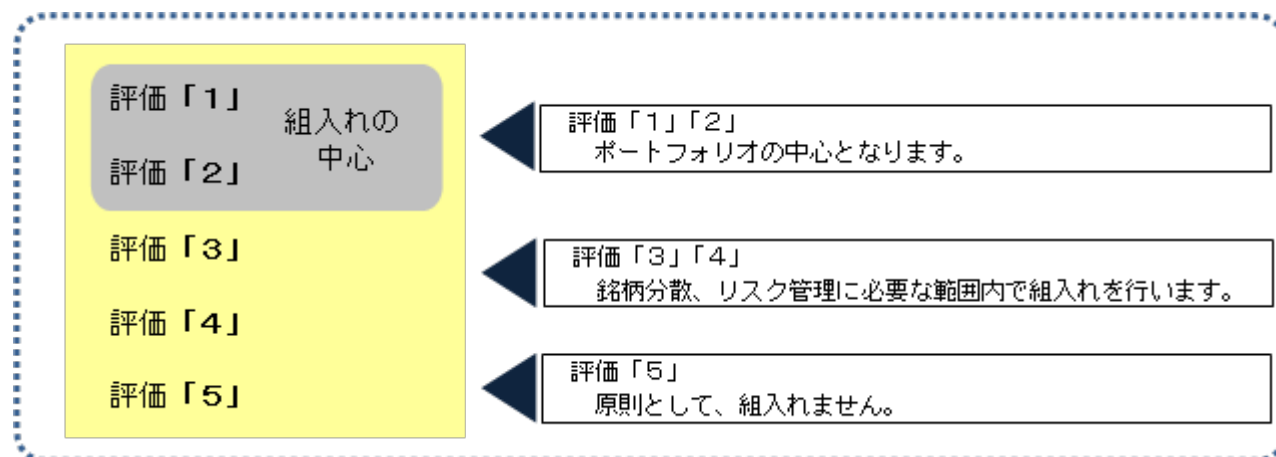 評価「1」
評価「2」
組入れの
中心
評価「3」
評価「4」
評価「5」
評価「1」「2」
ポートフォリオの中心となります。
評価「3」「4」
銘柄分散、リスク管理に必要な範囲内で組入れを行います。
評価「5」
原則として、組入れません。